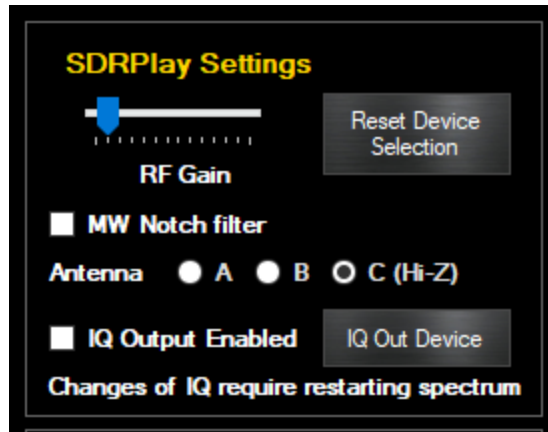 SDRPlay Settings
Reset Device
Selection
RF Gain
MW Notch filter
Antenna A B C (Hi-Z)
IQ Output Enabled IQ Out Device
Changes of IQ require restarting spectrum